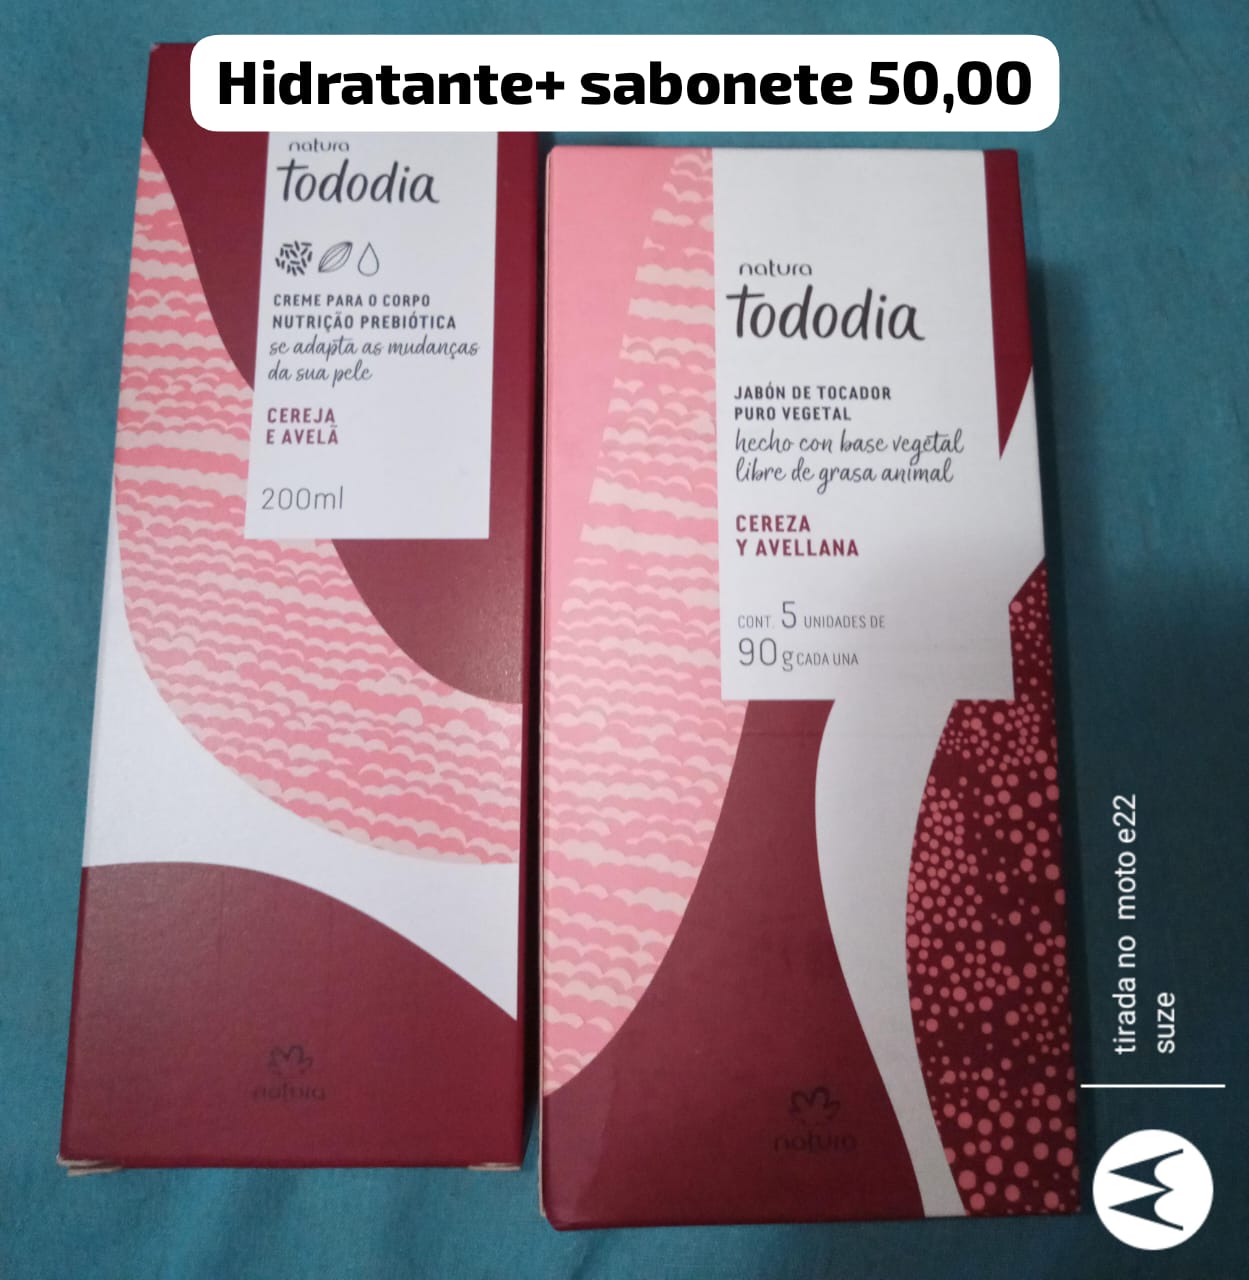 Hidratante+ sabonete 50,00
natura
tododia
CREME PARA O CORPO
NUTRIÇÃO PREBIÓTICA
se adapta as mudanças
da sua pele
CEREJA
E AVELÃ
200ml
natura
natura
tododia
JABÓN DE TOCADOR
PURO VEGETAL
hecho con base vegetal
libre de grasa animal
CEREZA
Y AVELLANA
CONT. 5 UNIDADES DE
90g CADA UNA
natura
tirada no moto e22
suze